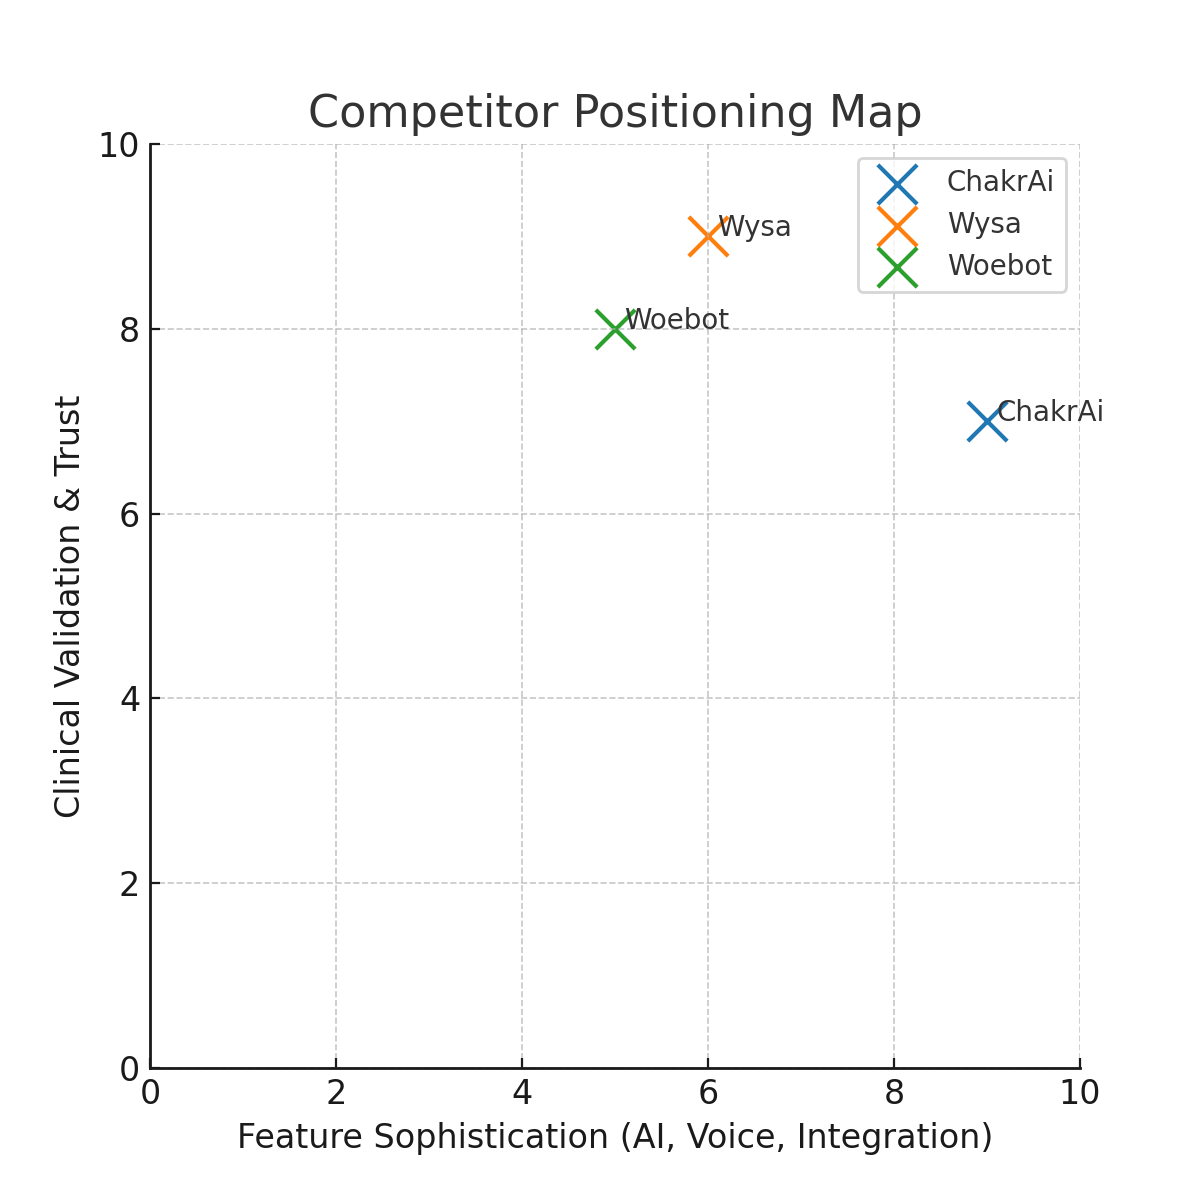 Competitor Positioning Map
10
8
6
4
2
0
Clinical Validation & Trust
ChakrAi
Wysa
Woebot
Wysa
Woebot
ChakrAi
0 2 4 6 8 10
Feature Sophistication (AI, Voice, Integration)